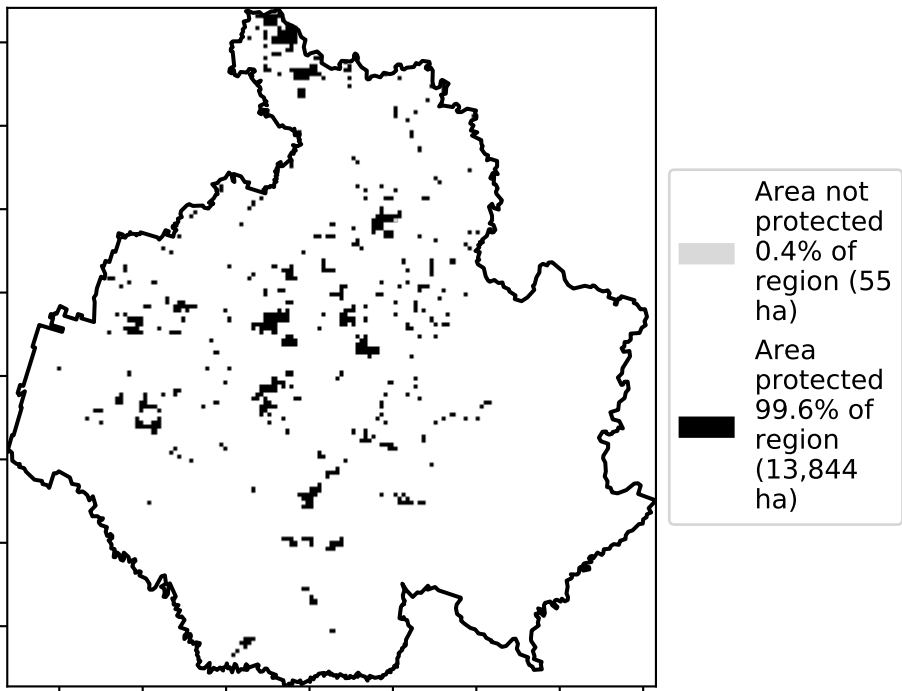 Area not
protected
0.4% of
region (55
ha)
Area
protected
99.6% of
region
(13,844
ha)